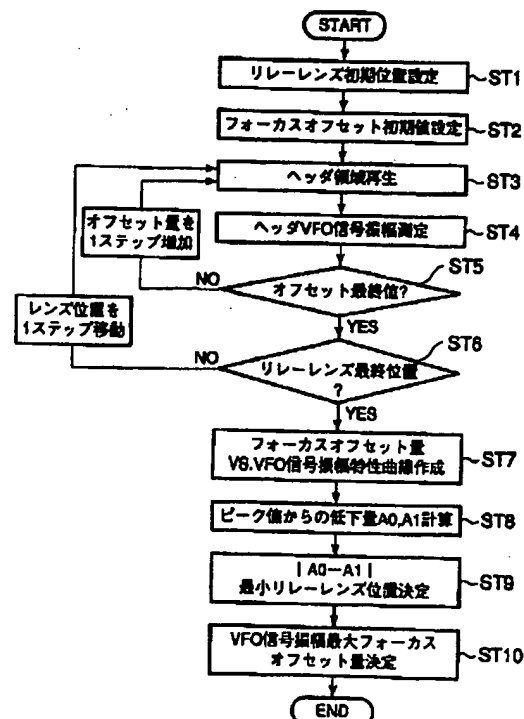 START
リレーレンズ初期位置設定
ST1
フォーカスオフセット初期値設定
ST2
ヘッダ領域再生
ST3
オフセット量を
1ステップ増加
ヘッダVFO信号振幅測定
ST4
ST5
NO
オフセット最終値?
レンズ位置を
1ステップ移動
YES
ST6
NO
リレーレンズ最終位置
?
YES
フォーカスオフセット量
VS.VFO信号振幅特性曲線作成
ST7
ピーク値からの低下量A0,A1計算
ST8
|A0-A1|
最小リレーレンズ位置決定
ST9
VFO信号振幅最大フォーカス
オフセット量決定
ST10
END